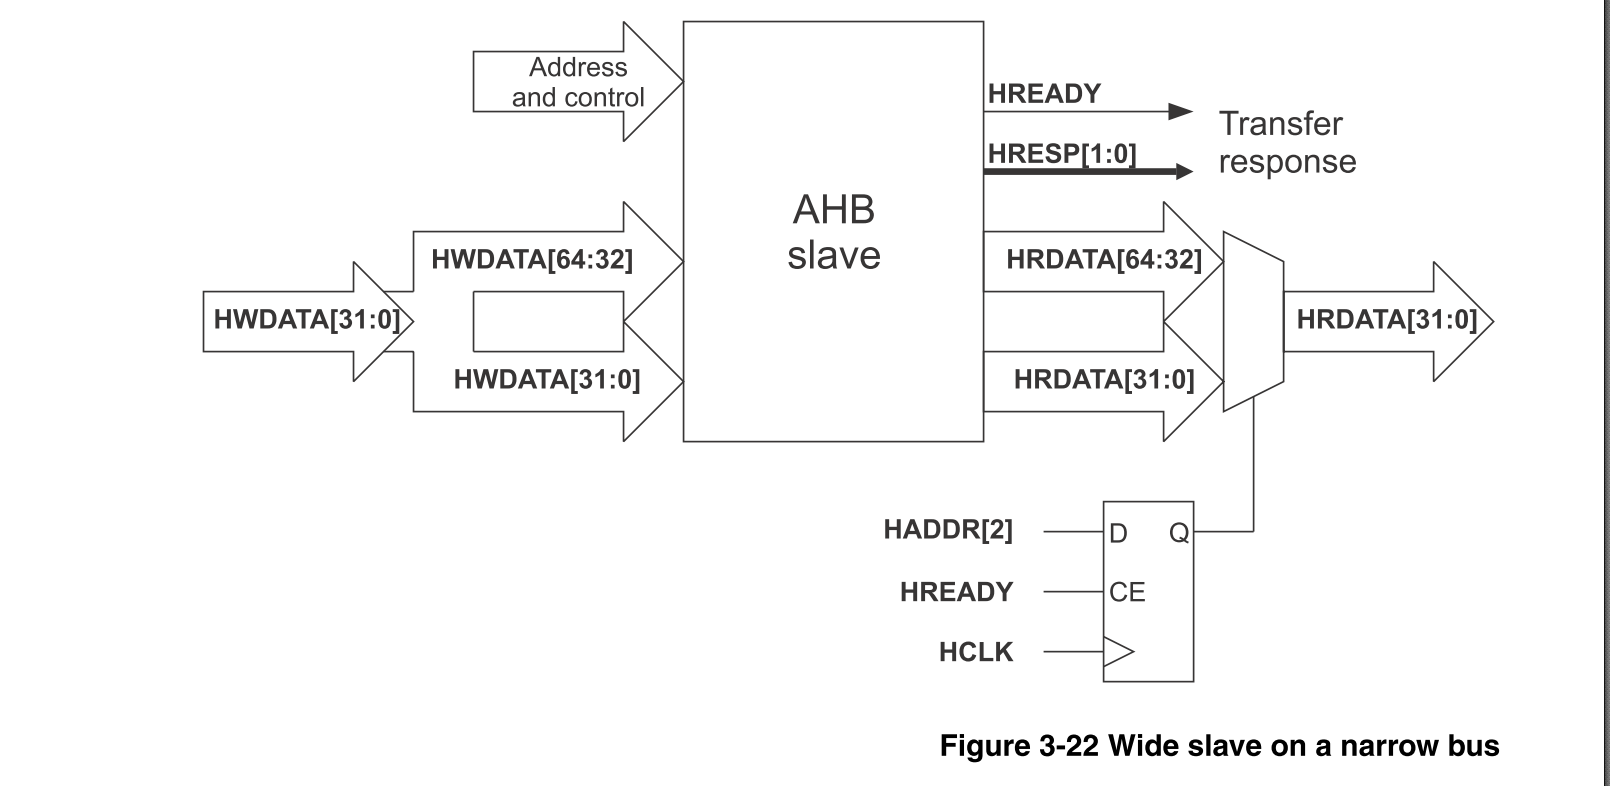 Address
and control
HREADY
HRESP[1:0]
Transfer
response
AHB
slave
HWDATA[64:32]
HWDATA[31:0]
HWDATA[31:0]
HRDATA[64:32]
HRDATA[31:0]
HRDATA[31:0]
HADDR[2]
D
Q
HREADY
CE
HCLK
Figure 3-22 Wide slave on a narrow bus